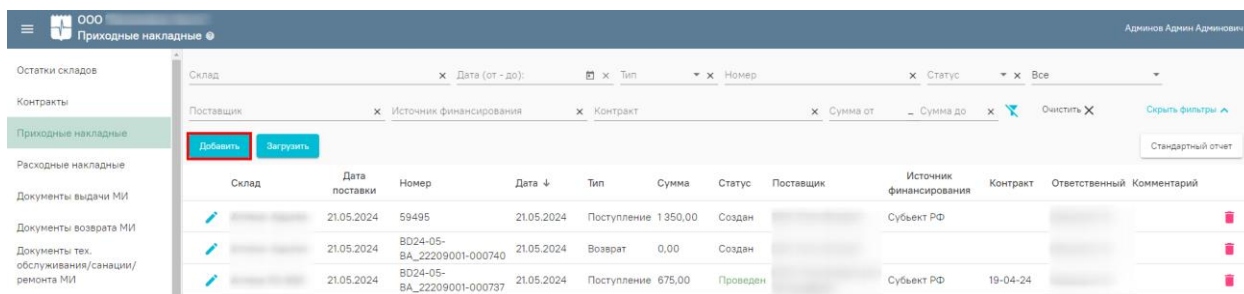 ООО
Приходные накладные
Админов Админ Админович
Остатки складов
Контракты
Приходные накладные
Расходные накладные
Документы выдачи МИ
Документы возврата МИ
Документы тех.
обслуживания/санации/
ремонта МИ
Склад Дата (от - до): Тип Номер Статус Все
Поставщик Источник финансирования Контракт Сумма от – Сумма до Очистить Скрыть фильтры
Добавить Загрузить Стандартный отчет
Склад Дата поставки Номер Дата Тип Сумма Статус Поставщик Источник финансирования Контракт Ответственный Комментарий
21.05.2024 59495 21.05.2024 Поступление 1 350,00 Создан Субъект РФ
21.05.2024 BD24-05-BA_22209001-000740 21.05.2024 Возврат 0,00 Создан
21.05.2024 BD24-05-BA_22209001-000737 21.05.2024 Поступление 675,00 Проведен Субъект РФ 19-04-24